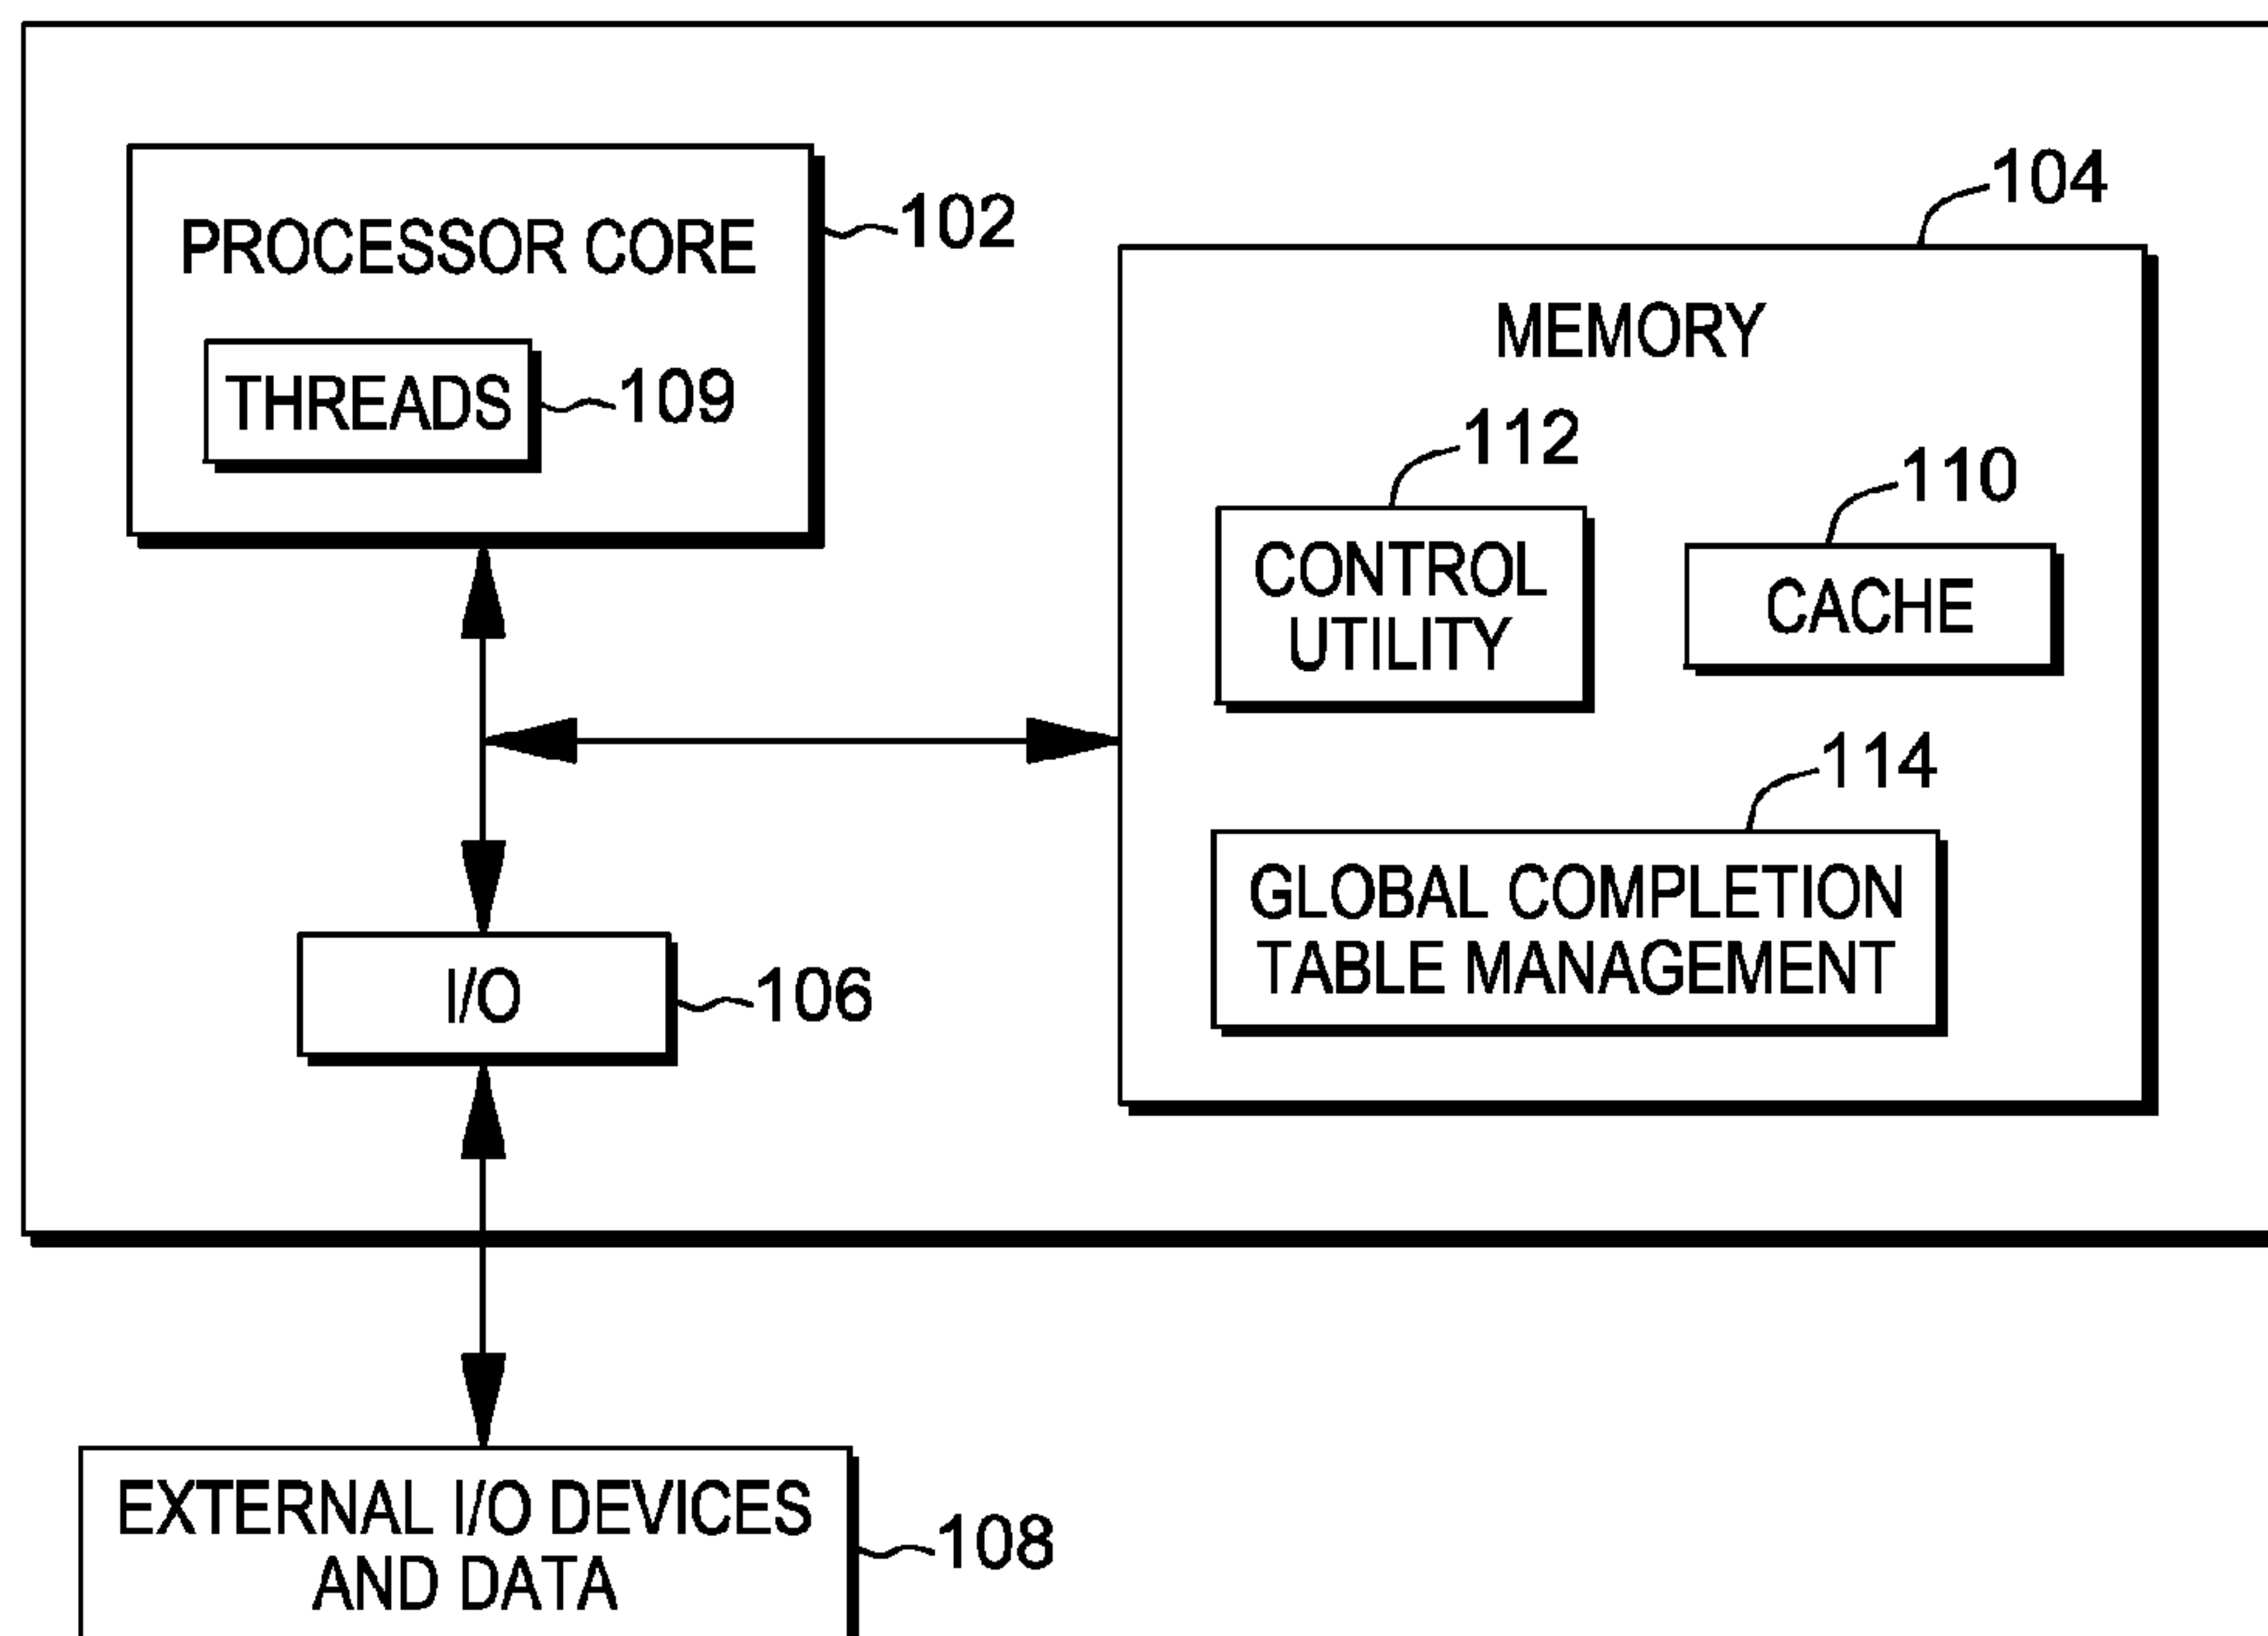 PROCESSOR CORE
102
THREADS
109
104
MEMORY
112
CONTROL
UTILITY
110
CACHE
114
GLOBAL COMPLETION
TABLE MANAGEMENT
I/O
106
EXTERNAL I/O DEVICES
AND DATA
108